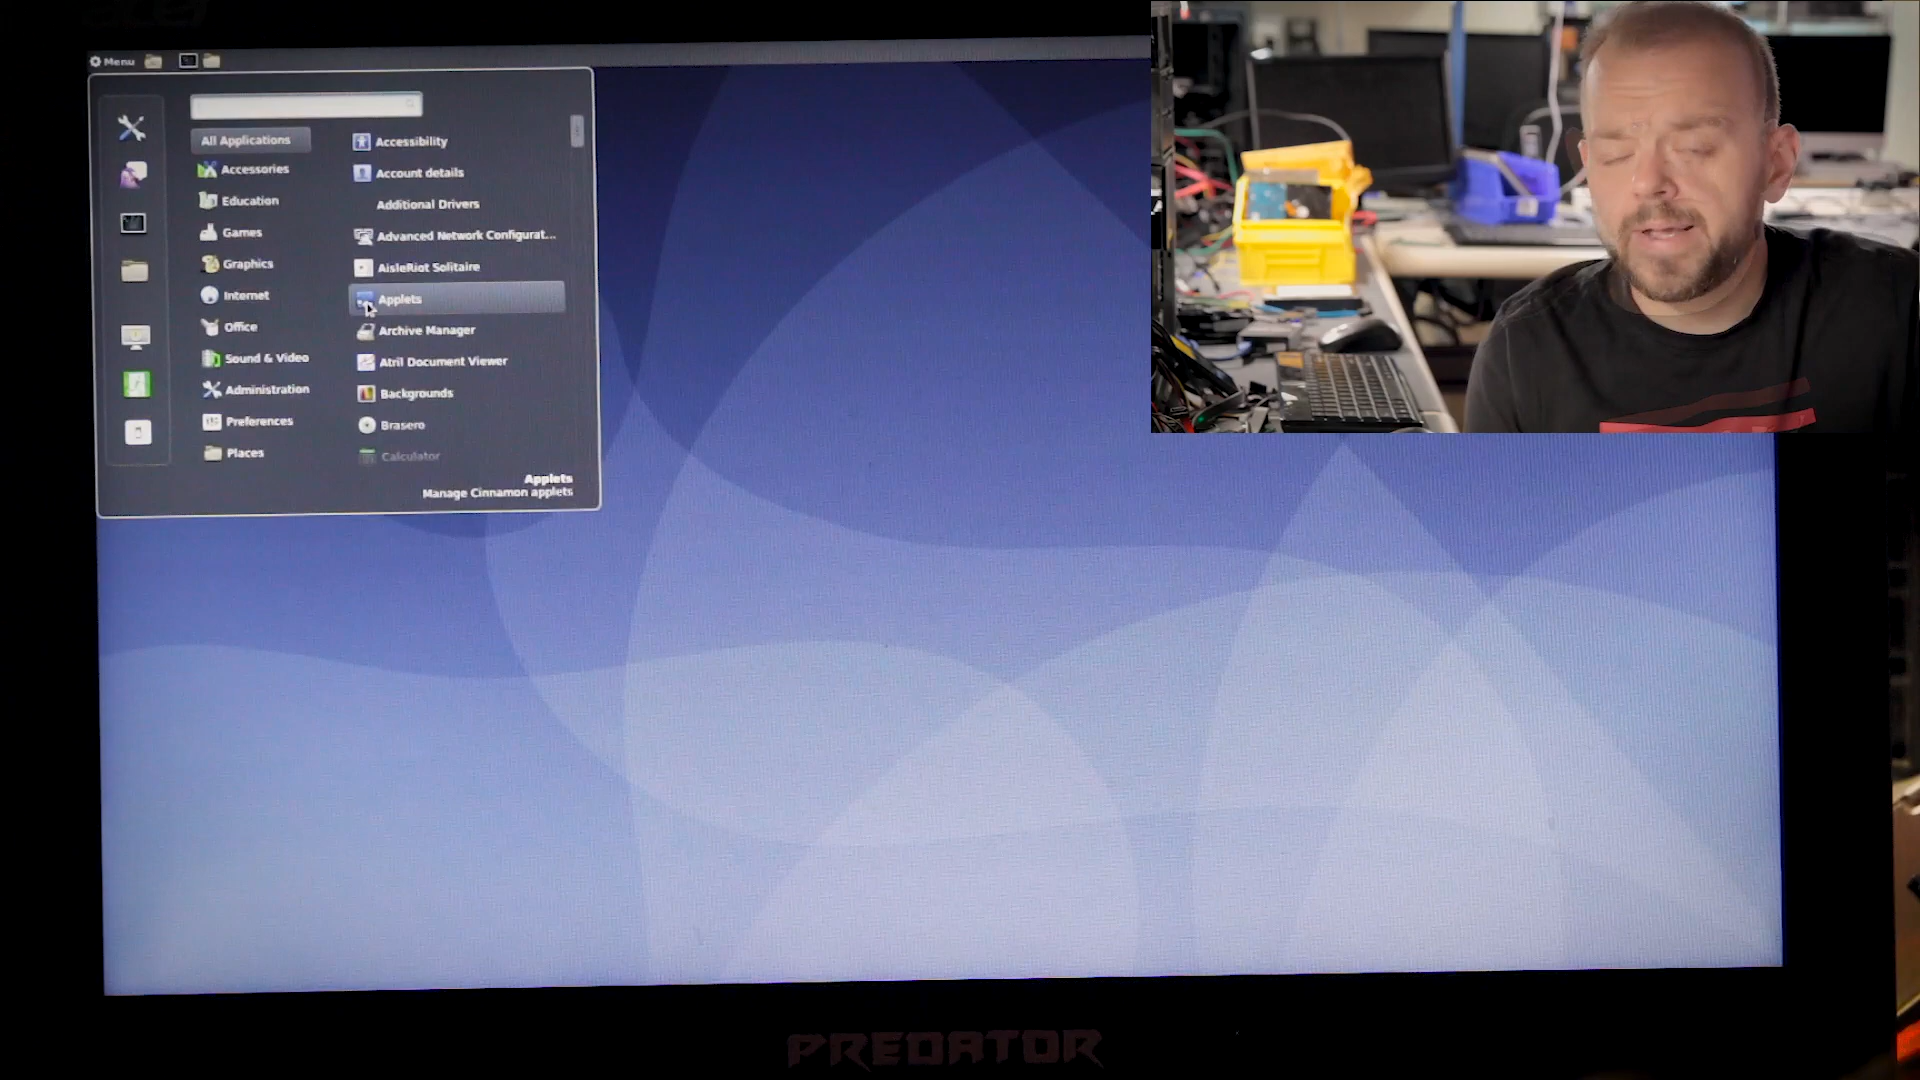 Menu
All Applications
Accessories
Education
Games
Graphics
Internet
Office
Sound & Video
Administration
Preferences
Places
Accessibility
Account details
Additional Drivers
Advanced Network Configurat...
AisleRiot Solitaire
Applets
Archive Manager
Atril Document Viewer
Backgrounds
Brasero
Calculator
Applets
Manage Cinnamon applets
PREDATOR